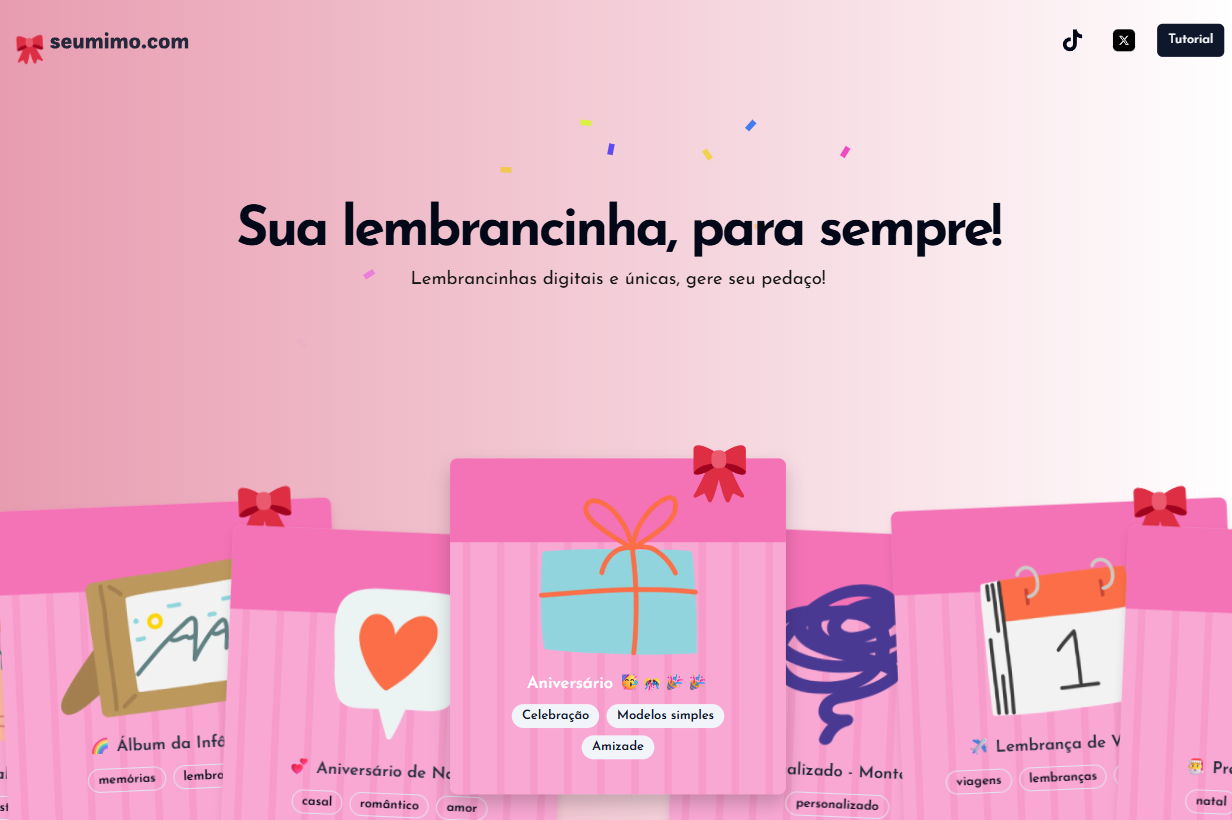 seumimo.com
Tutorial
Sua lembrancinha, para sempre!
Lembrancinhas digitais e únicas, gere seu pedaço!
Aniversário
Celebração
Modelos simples
Amizade
Álbum da Infâ
memórias
lembra
Aniversário de Na
casal
romântico
amor
alizado - Monte
personalizado
1
Lembrança de V
viagens
lembranças
natal